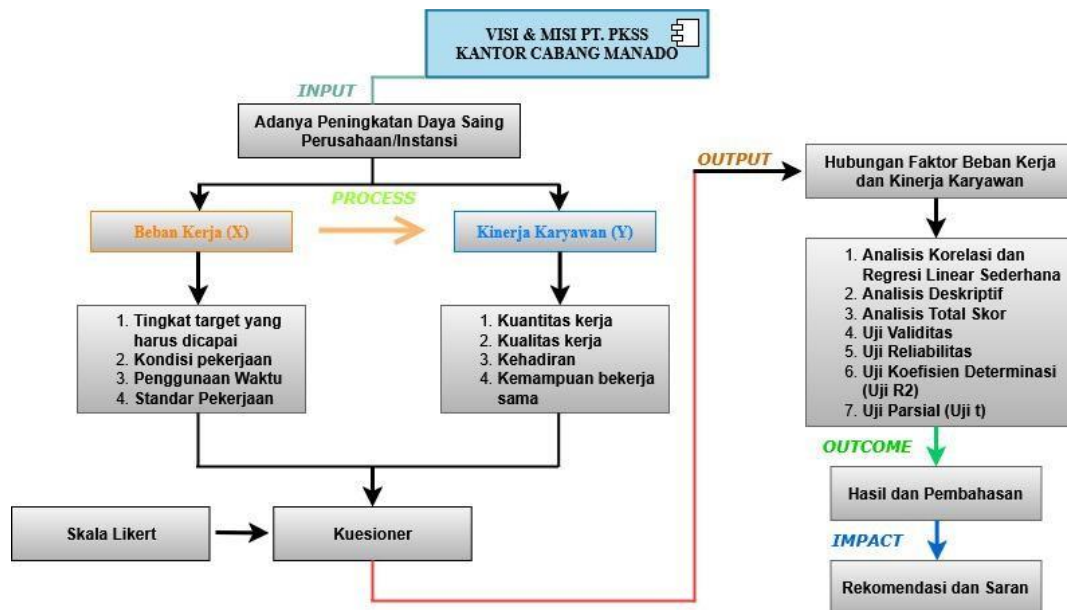 VISI & MISI PT. PKSS
KANTOR CABANG MANADO
INPUT
Adanya Peningkatan Daya Saing
Perusahaan/Instansi
PROCESS
Beban Kerja (X)
Kinerja Karyawan (Y)
1. Tingkat target yang
harus dicapai
2. Kondisi pekerjaan
3. Penggunaan Waktu
4. Standar Pekerjaan
1. Kuantitas kerja
2. Kualitas kerja
3. Kehadiran
4. Kemampuan bekerja
sama
Skala Likert
Kuesioner
OUTPUT
Hubungan Faktor Beban Kerja
dan Kinerja Karyawan
1. Analisis Korelasi dan
Regresi Linear Sederhana
2. Analisis Deskriptif
3. Analisis Total Skor
4. Uji Validitas
5. Uji Reliabilitas
6. Uji Koefisien Determinasi
(Uji R2)
7. Uji Parsial (Uji t)
OUTCOME
Hasil dan Pembahasan
IMPACT
Rekomendasi dan Saran